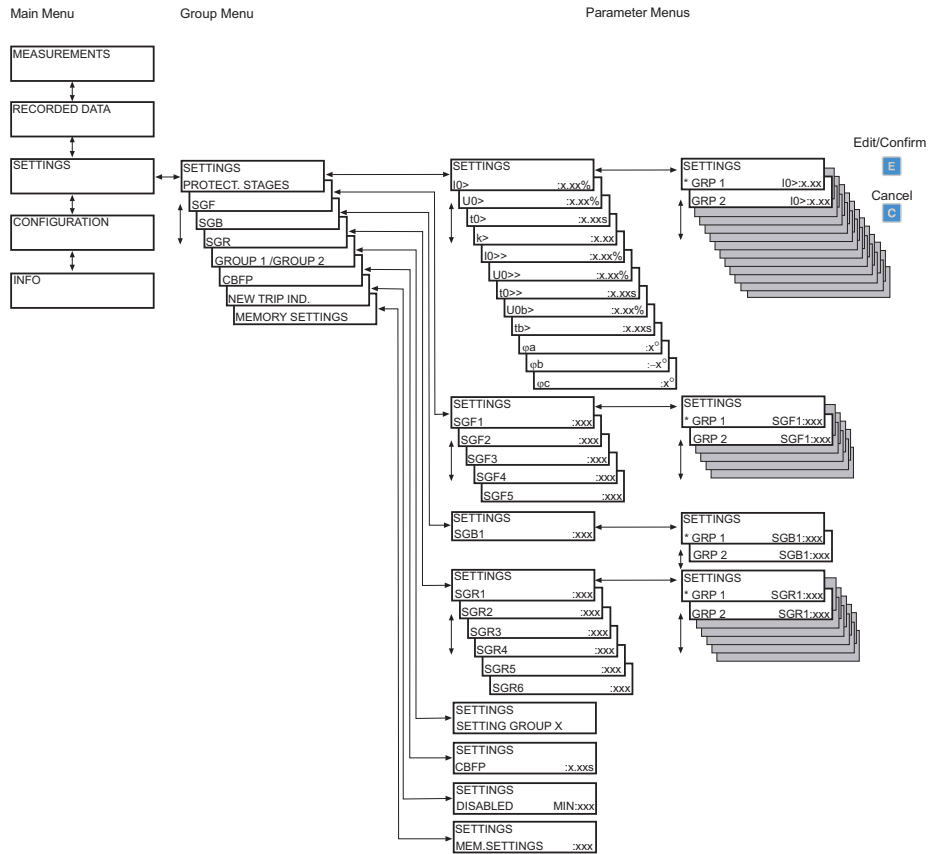 Main Menu
Group Menu
Parameter Menus
MEASUREMENTS
RECORDED DATA
SETTINGS
CONFIGURATION
INFO
SETTINGS
PROTECT. STAGES
SGF
SGB
SGR
GROUP 1 /GROUP 2
CBFP
NEW TRIP IND.
MEMORY SETTINGS
SETTINGS
I0> :x.xx%
U0> :x.xx%
t0> :x.xxs
k> :x.xx
I0>> :x.xx%
U0>> :x.xx%
t0>> :x.xxs
U0b> :x.xx%
tb> :x.xxs
φa :x°
φb :–x°
φc :x°
SETTINGS
* GRP 1 I0>:x.xx
GRP 2 I0>:x.xx
Edit/Confirm
E
Cancel
C
SETTINGS
SGF1 :xxx
SGF2 :xxx
SGF3 :xxx
SGF4 :xxx
SGF5 :xxx
SETTINGS
* GRP 1 SGF1:xxx
GRP 2 SGF1:xxx
SETTINGS
SGB1 :xxx
SETTINGS
* GRP 1 SGB1:xxx
GRP 2 SGB1:xxx
SETTINGS
SGR1 :xxx
SGR2 :xxx
SGR3 :xxx
SGR4 :xxx
SGR5 :xxx
SGR6 :xxx
SETTINGS
* GRP 1 SGR1:xxx
GRP 2 SGR1:xxx
SETTINGS
SETTING GROUP X
SETTINGS
CBFP :x.xxs
SETTINGS
DISABLED MIN:xxx
SETTINGS
MEM.SETTINGS :xxx